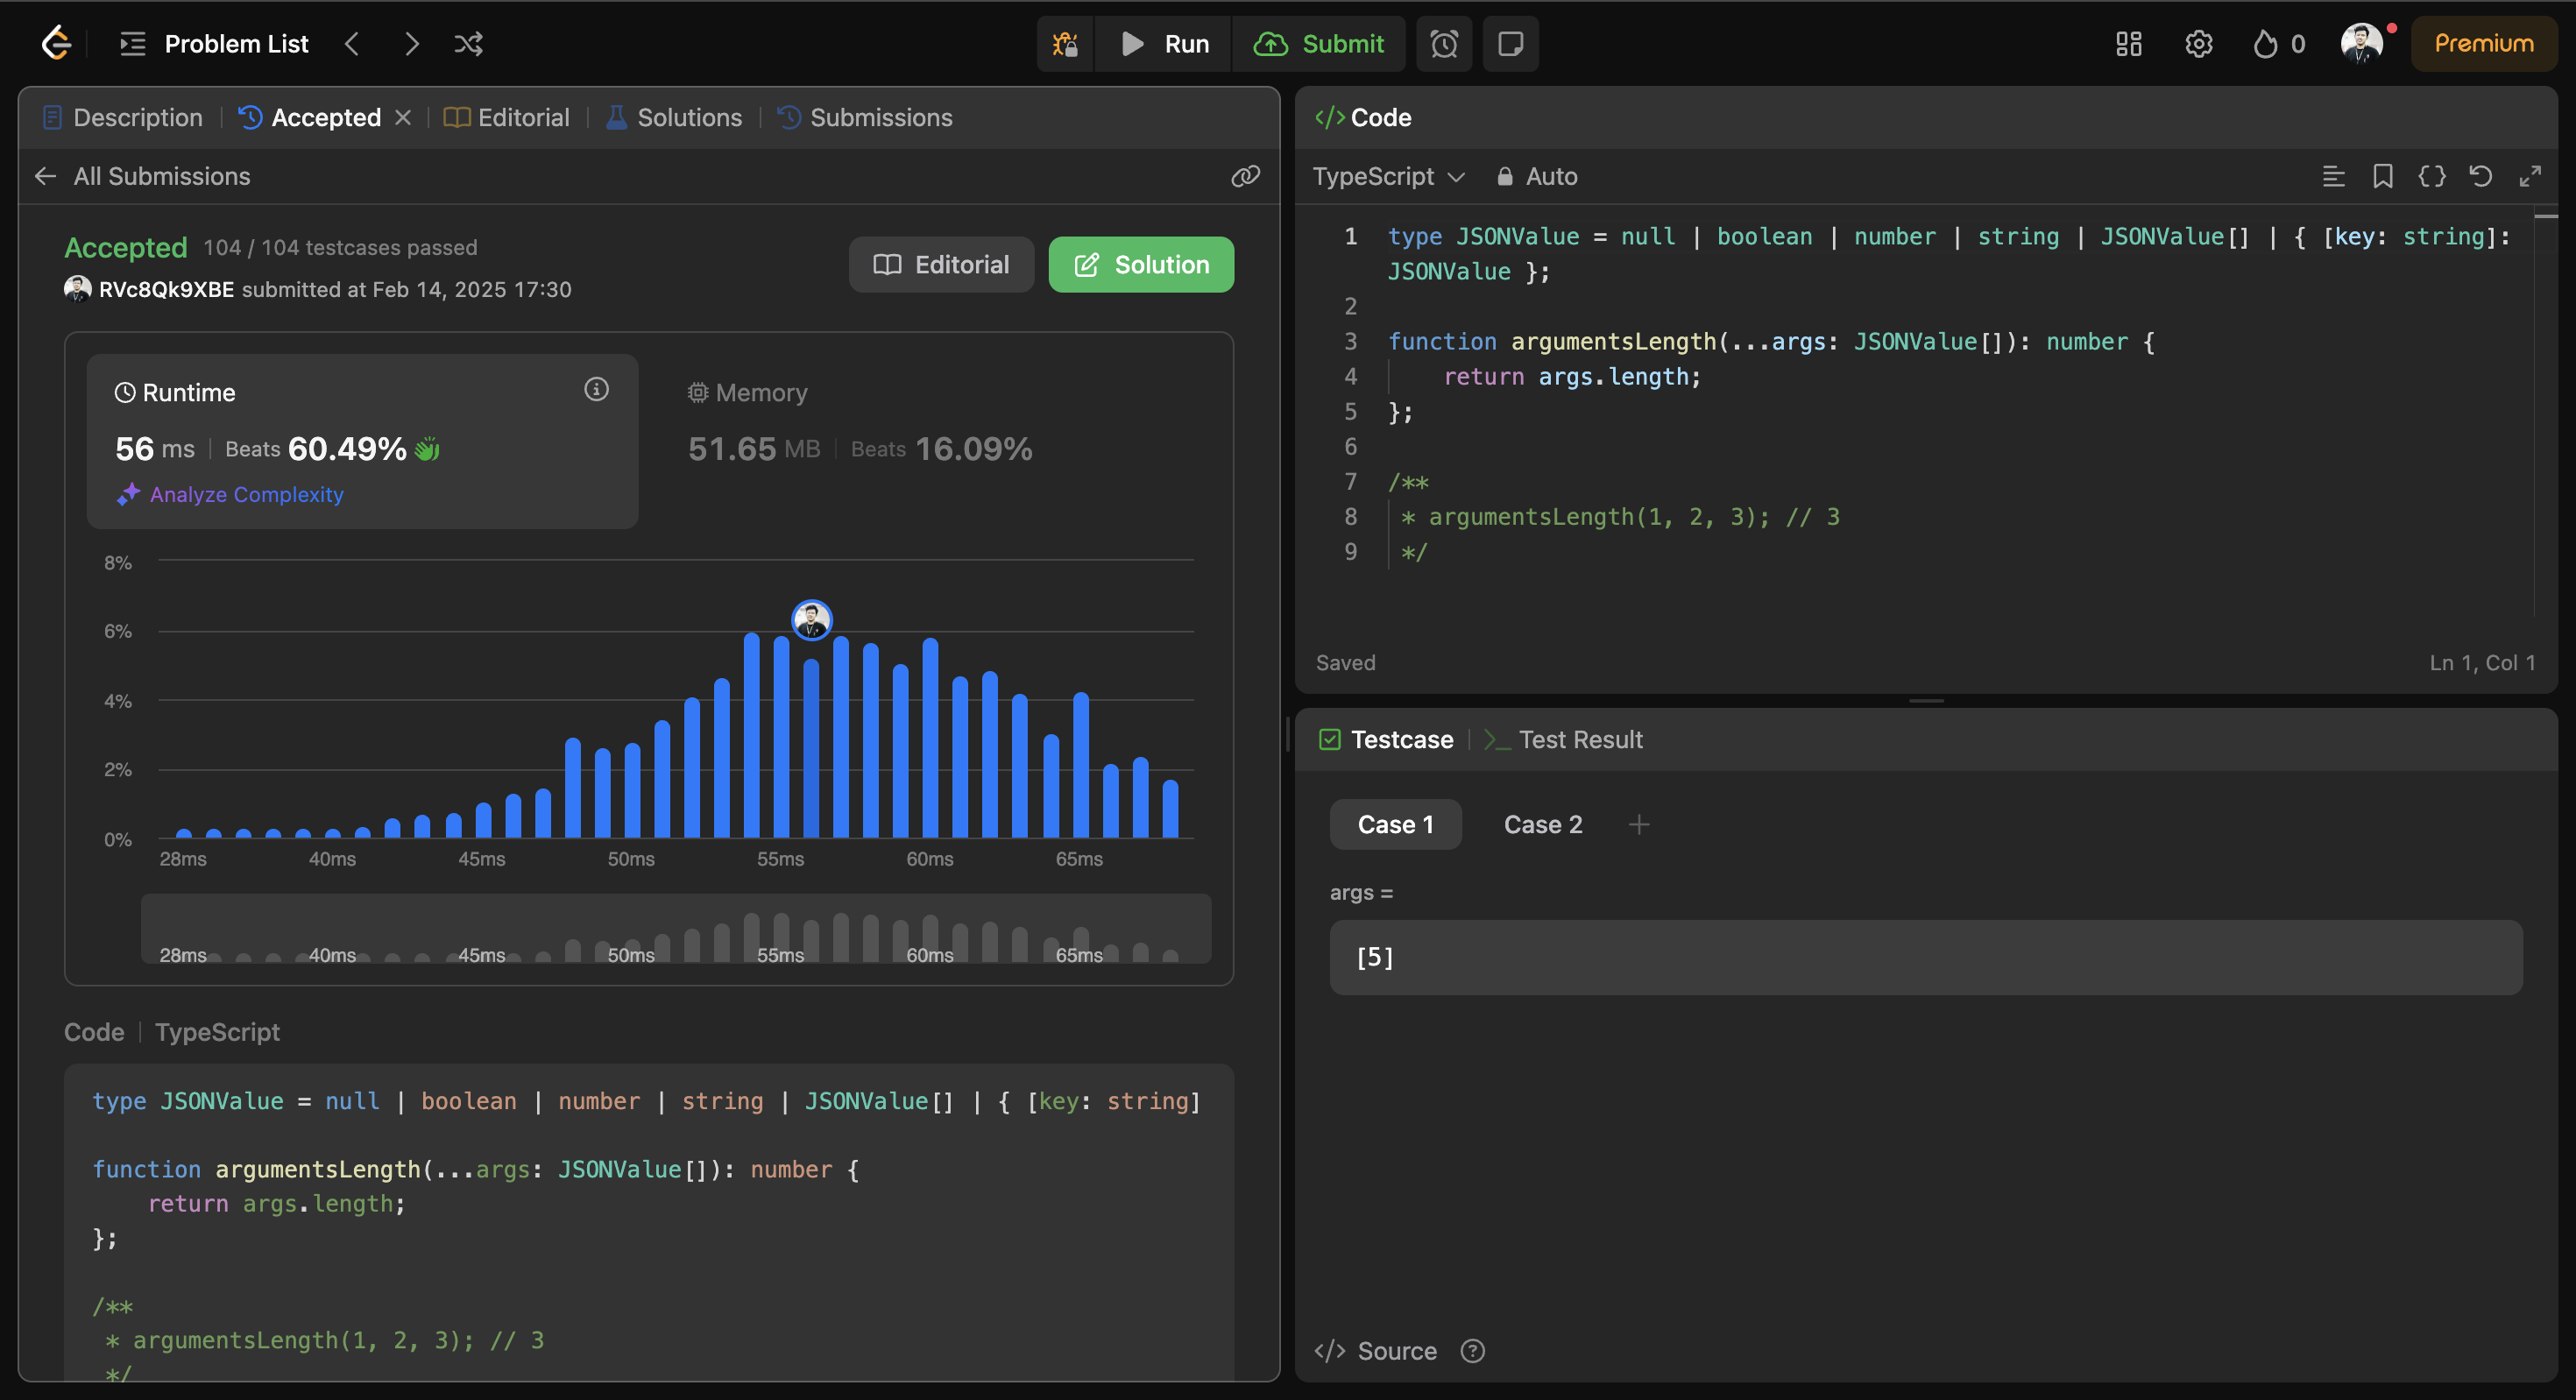 Problem List
Run
Submit
0
Premium
Description
Accepted
Editorial
Solutions
Submissions
All Submissions
Accepted 104 / 104 testcases passed
RVc8Qk9XBE submitted at Feb 14, 2025 17:30
Editorial
Solution
Runtime
56 ms | Beats 60.49%
Analyze Complexity
Memory
51.65 MB | Beats 16.09%
8%
6%
4%
2%
0%
28ms 40ms 45ms 50ms 55ms 60ms 65ms
28ms 40ms 45ms 50ms 55ms 60ms 65ms
Code | TypeScript
type JSONValue = null | boolean | number | string | JSONValue[] | { [key: string]
function argumentsLength(...args: JSONValue[]): number {
    return args.length;
};
/**
 * argumentsLength(1, 2, 3); // 3
 */
</> Code
TypeScript
Auto
1 type JSONValue = null | boolean | number | string | JSONValue[] | { [key: string]:
JSONValue };
2
3 function argumentsLength(...args: JSONValue[]): number {
4     return args.length;
5 };
6
7 /**
8  * argumentsLength(1, 2, 3); // 3
9  */
Saved
Ln 1, Col 1
Testcase
Test Result
Case 1
Case 2
+
args =
[5]
</> Source